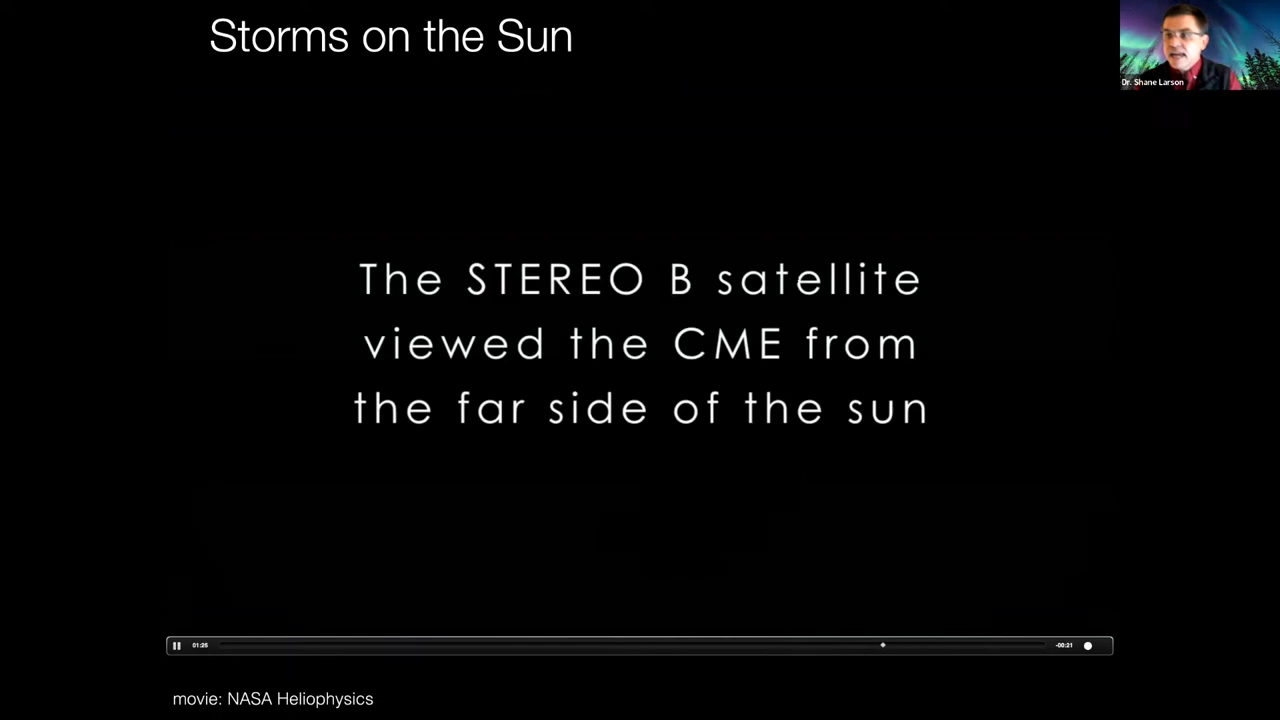 Storms on the Sun
Dr. Shane Larson
The STEREO B satellite
viewed the CME from
the far side of the sun
01:26
-00:21
movie: NASA Heliophysics